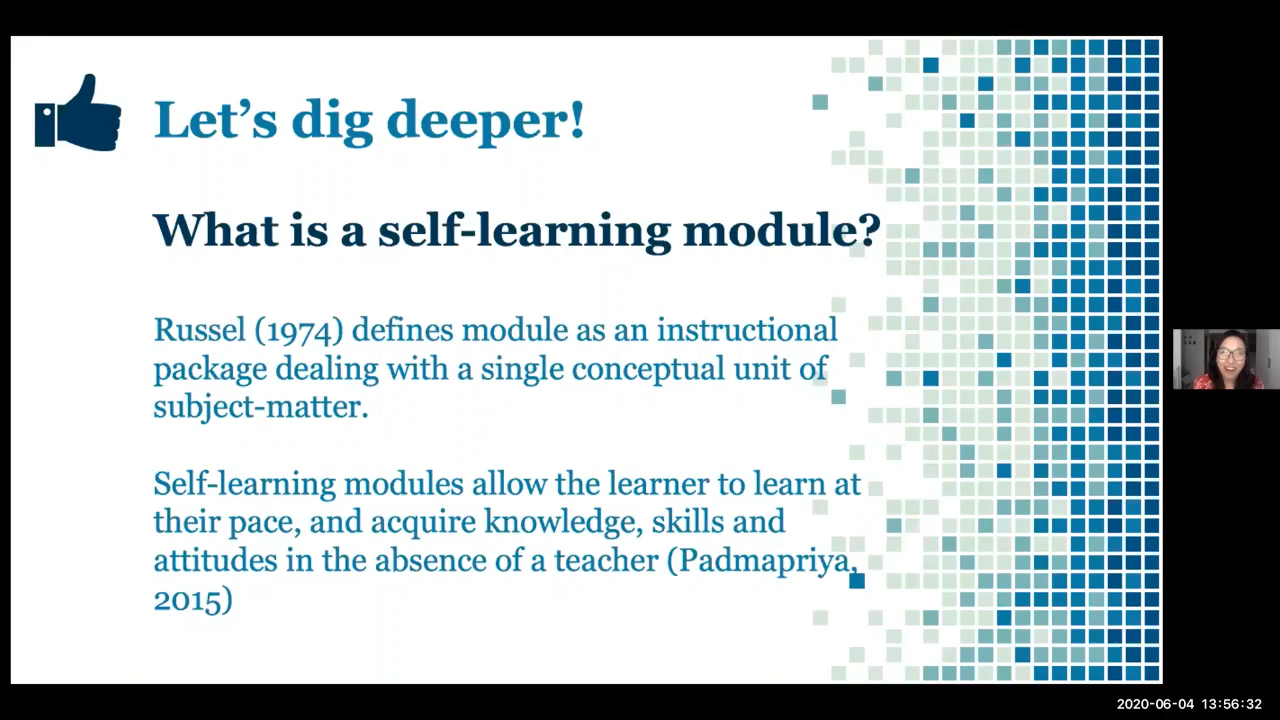 Let's dig deeper!
What is a self-learning module?
Russel (1974) defines module as an instructional
package dealing with a single conceptual unit of
subject-matter.
Self-learning modules allow the learner to learn at
their pace, and acquire knowledge, skills and
attitudes in the absence of a teacher (Padmapriya,
2015)
2020-06-04 13:56:32